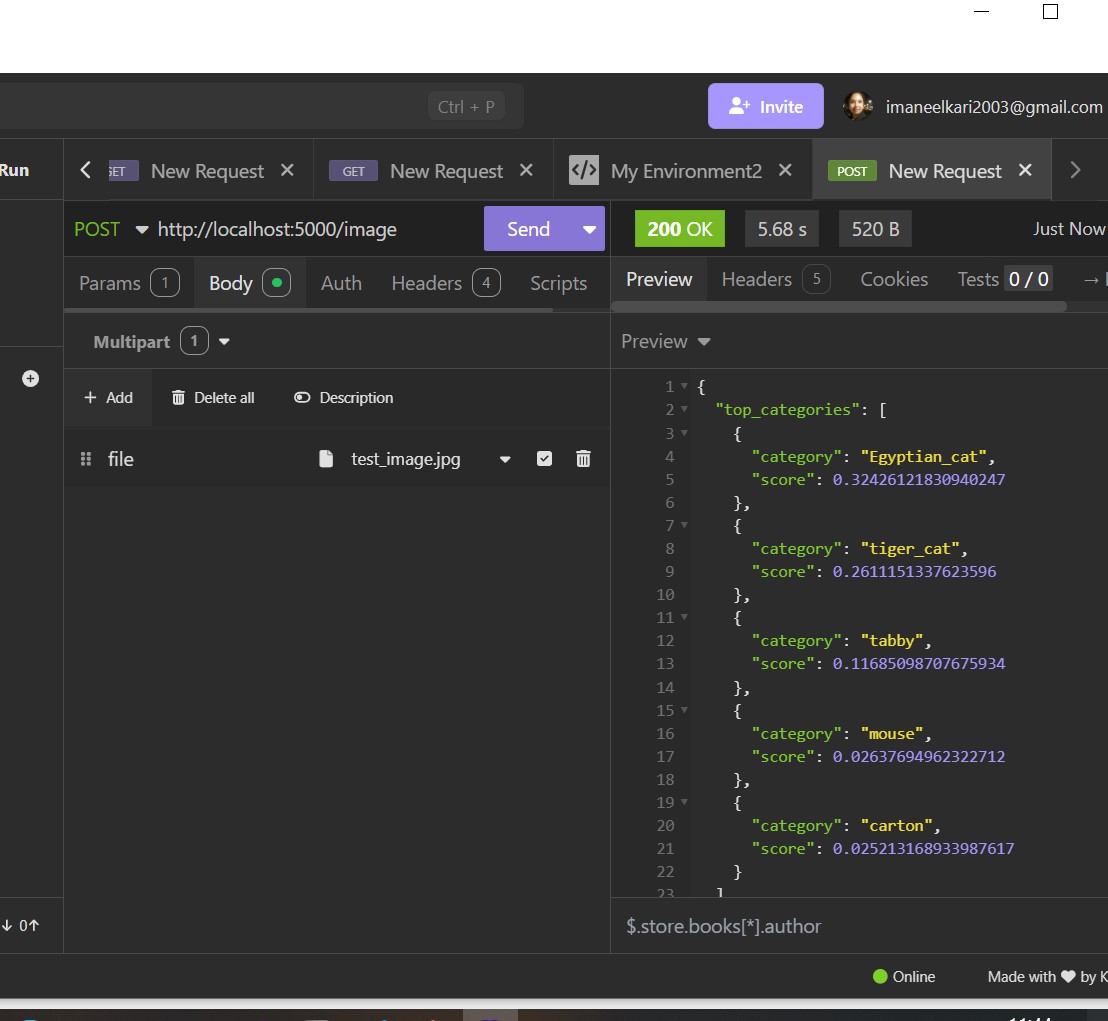 Ctrl + P
Invite
imaneelkari2003@gmail.com
Run
New Request
GET New Request
My Environment2
POST New Request
POST http://localhost:5000/image Send
200 OK 5.68 s 520 B Just Now
Params 1 Body Auth Headers 4 Scripts
Preview Headers 5 Cookies Tests 0 / 0 →
Multipart 1
Preview
+ Add Delete all Description
file test_image.jpg
1 {
2 "top_categories": [
3 {
4 "category": "Egyptian_cat",
5 "score": 0.32426121830940247
6 },
7 {
8 "category": "tiger_cat",
9 "score": 0.2611151337623596
10 },
11 {
12 "category": "tabby",
13 "score": 0.11685098707675934
14 },
15 {
16 "category": "mouse",
17 "score": 0.02637694962322712
18 },
19 {
20 "category": "carton",
21 "score": 0.025213168933987617
22 }
23 ]
$.store.books[*].author
↓ 0↑
Online Made with ❤ by